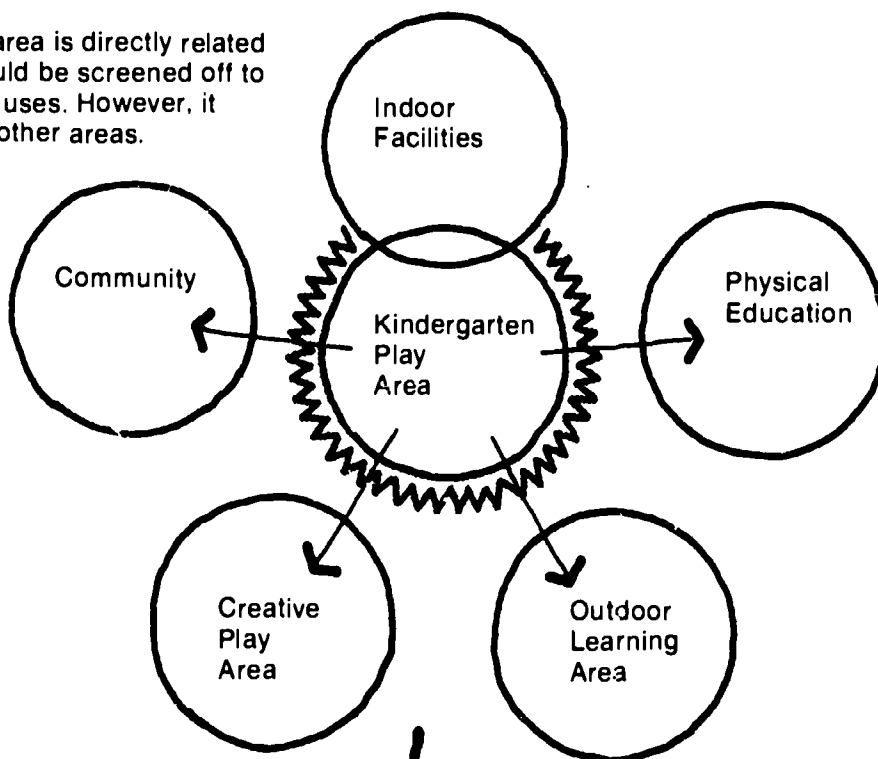 area is directly related
uld be screened off to
uses. However, it
other areas.
Indoor
Facilities
Community
Kindergarten
Play
Area
Physical
Education
Creative
Play
Area
Outdoor
Learning
Area